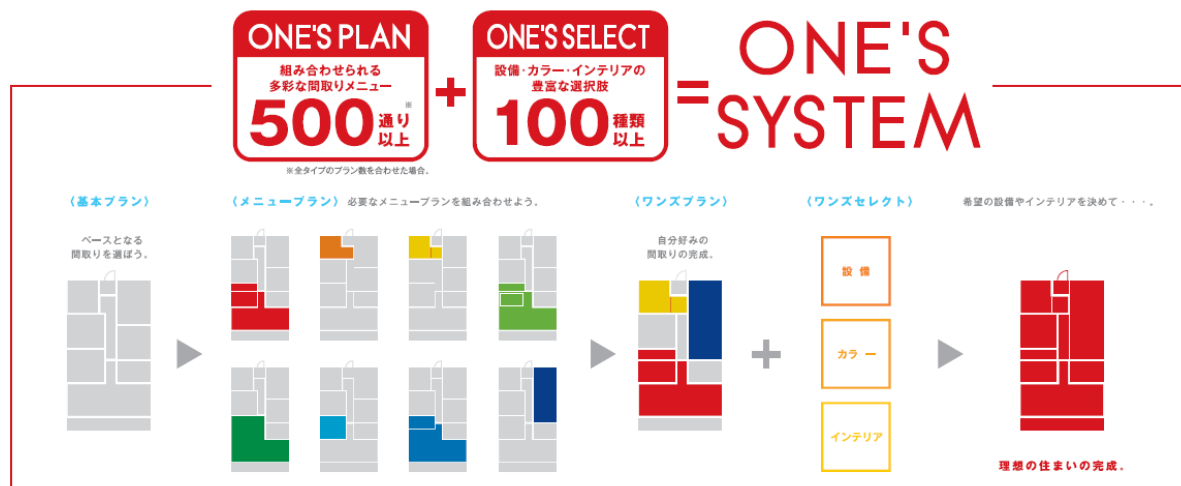 ONE'S PLAN
組み合わせられる
多彩な間取りメニュー
500通り以上※
※全タイプのプラン数を合わせた場合。
+
ONE'S SELECT
設備・カラー・インテリアの
豊富な選択肢
100種類以上
=
ONE'S
SYSTEM
〈基本プラン〉
ベースとなる
間取りを選ぼう。
〈メニュープラン〉 必要なメニュープランを組み合わせよう。
〈ワンズプラン〉
自分好みの
間取りの完成。
+
〈ワンズセレクト〉
設備
カラー
インテリア
希望の設備やインテリアを決めて・・・。
理想の住まいの完成。